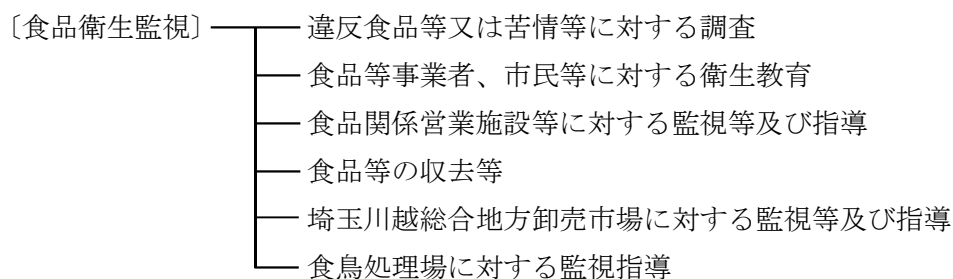 〔食品衛生監視〕 違反食品等又は苦情等に対する調査
食品等事業者、市民等に対する衛生教育
食品関係営業施設等に対する監視等及び指導
食品等の収去等
埼玉川越総合地方卸売市場に対する監視等及び指導
食鳥処理場に対する監視指導